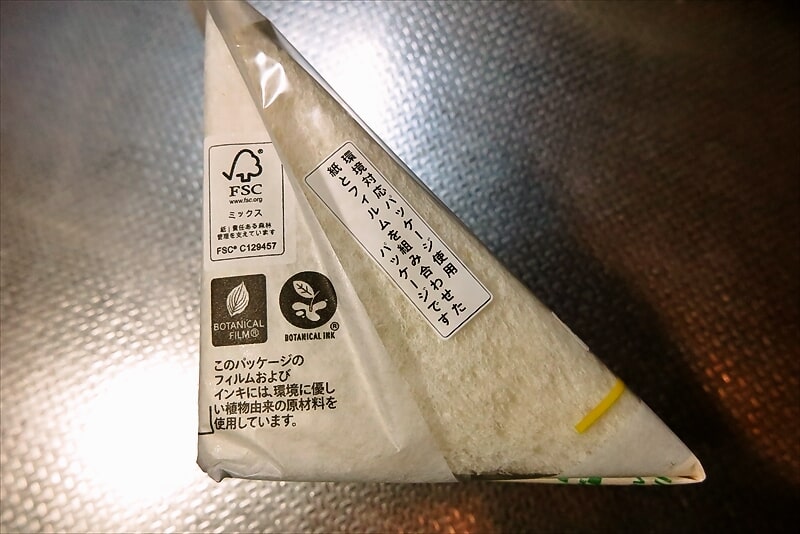 FSC®
www.fsc.org
ミックス
紙｜責任ある森林
管理を支えています
FSC® C129457
BOTANICAL
FILM®
BOTANICAL INK®
このパッケージの
フィルムおよび
インキには、環境に優し
い植物由来の原材料を
使用しています。
環境対応パッケージ使用
紙とフィルムを組み合わせた
パッケージです